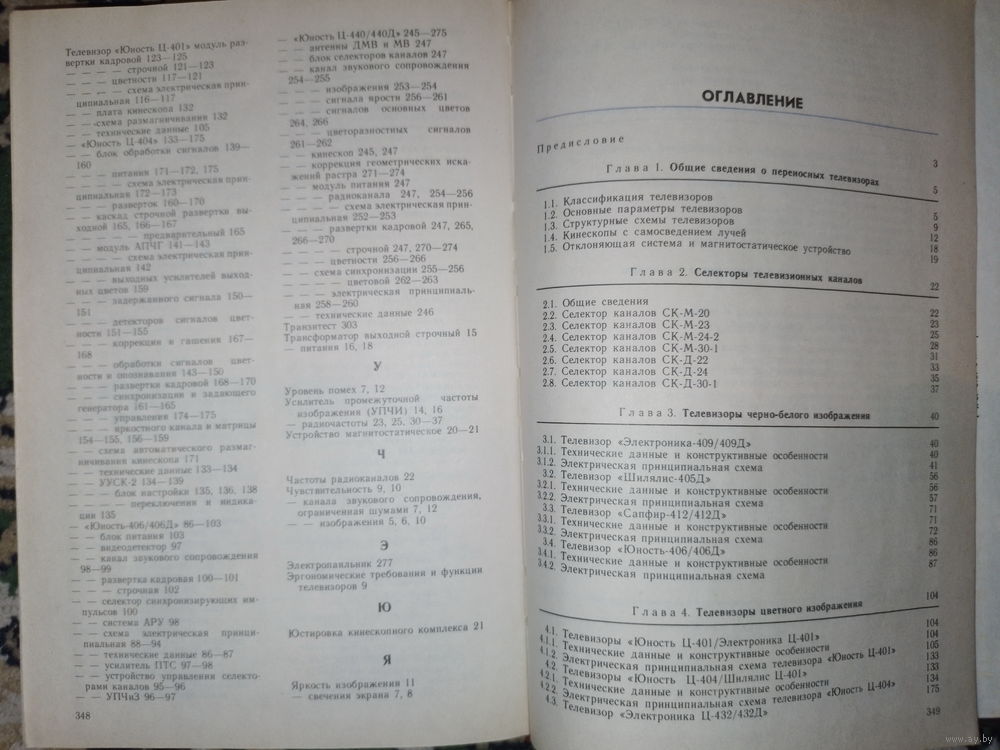 Телевизор «Юность Ц-401» модуль раз-
вертки кадровой 123—125
— — — — строчной 121—123
— — — цветности 117—121
— — — схема электрическая прин-
ципиальная 116—117
— — плата кинескопа 132
— — схема размагничивания 132
— — технические данные 105
— «Юность Ц-404» 133—175
— — блок обработки сигналов 139—
160
— — — питания 171—172, 175
— — — — схема электрическая прин-
ципиальная 172—173
— — — разверток 160—170
— — каскад строчной развертки вы-
ходной 165, 166—167
— — — — предварительный 165
— — модуль АПЧГ 141—143
— — — — схема электрическая прин-
ципиальная 142
— — — выходных усилителей выход-
ных цветов 159
— — — задержанного сигнала 150—
151
— — — детекторов сигналов цвет-
ности 151—155
— — — коррекции и гашения 167—
168
— — — обработки сигналов цвет-
ности и опознавания 143—150
— — — развертки кадровой 168—170
— — — синхронизации и задающего
генератора 161—165
— — — управления 174—175
— — — яркостного канала и матрицы
154—155, 156—159
— — схема автоматического размаг-
ничивания кинескопа 171
— — технические данные 133—134
— — УУСК-2 134—139
— — — блок настройки 135, 136, 138
— — — — переключения и индика-
ции 135
— «Юность-406/406Д» 86—103
— — блок питания 103
— — видеодетектор 97
— — канал звукового сопровождения
98—99
— — развертка кадровая 100—101
— — — строчная 102
— — селектор синхронизирующих им-
пульсов 100
— — система АРУ 98
— — схема электрическая принци-
пиальная 88—94
— — технические данные 86—87
— — усилитель ПТС 97—98
— — устройство управления селекто-
рами каналов 95—96
— — УПЧиЗ 96—97
348
— «Юность Ц-440/440Д» 245—275
— — антенны ДМВ и МВ 247
— — блок селекторов каналов 247
— — канал звукового сопровождения
254—255
— — — изображения 253—254
— — — сигнала ярости 256—261
— — — сигналов основных цветов
264, 266
— — — цветоразностных сигналов
261—262
— — кинескоп 245, 247
— — коррекция геометрических иска-
жений растра 271—274
— — модуль питания 247
— — — радиоканала 247, 254—256
— — — — схема электрическая прин-
ципиальная 252—253
— — — развертки кадровой 247, 265,
266—270
— — — — строчной 247, 270—274
— — — цветности 256—266
— — схема синхронизации 255—256
— — — — цветовой 262—263
— — — электрическая принципиаль-
ная 258—260
— — технические данные 246
Транзитест 303
Трансформатор выходной строчный 15
— питания 16, 18
У
Уровень помех 7, 12
Усилитель промежуточной частоты
изображения (УПЧИ) 14, 16
— радиочастоты 23, 25, 30—37
Устройство магнитостатическое 20—21
Ч
Частоты радиоканалов 22
Чувствительность 9, 10
— канала звукового сопровождения,
ограниченная шумами 7, 12
— — изображения 5, 6, 10
Э
Электропаяльник 277
Эргономические требования и функции
телевизоров 9
Ю
Юстировка кинескопного комплекса 21
Я
Яркость изображения 11
— свечения экрана 7, 8
ОГЛАВЛЕНИЕ
Предисловие 3
Глава 1. Общие сведения о переносных телевизорах 5
1.1. Классификация телевизоров 5
1.2. Основные параметры телевизоров 9
1.3. Структурные схемы телевизоров 12
1.4. Кинескопы с самосведением лучей 18
1.5. Отклоняющая система и магнитостатическое устройство 19
Глава 2. Селекторы телевизионных каналов 22
2.1. Общие сведения 22
2.2. Селектор каналов СК-М-20 23
2.3. Селектор каналов СК-М-23 25
2.4. Селектор каналов СК-М-24-2 28
2.5. Селектор каналов СК-М-30-1 31
2.6. Селектор каналов СК-Д-22 33
2.7. Селектор каналов СК-Д-24 35
2.8. Селектор каналов СК-Д-30-1 37
Глава 3. Телевизоры черно-белого изображения 40
3.1. Телевизор «Электроника-409/409Д» 40
3.1.1. Технические данные и конструктивные особенности 40
3.1.2. Электрическая принципиальная схема 41
3.2. Телевизор «Шилялис-405Д» 56
3.2.1. Технические данные и конструктивные особенности 56
3.2.2. Электрическая принципиальная схема 57
3.3. Телевизор «Сапфир-412/412Д» 71
3.3.1. Технические данные и конструктивные особенности 71
3.3.2. Электрическая принципиальная схема 72
3.4. Телевизор «Юность-406/406Д» 86
3.4.1. Технические данные и конструктивные особенности 86
3.4.2. Электрическая принципиальная схема 87
Глава 4. Телевизоры цветного изображения 104
4.1. Телевизоры «Юность Ц-401/Электроника Ц-401» 104
4.1.1. Технические данные и конструктивные особенности 104
4.1.2. Электрическая принципиальная схема телевизора «Юность Ц-401» 105
4.2. Телевизоры «Юность Ц-404/Шилялис Ц-401» 133
4.2.1. Технические данные и конструктивные особенности 133
4.2.2. Электрическая принципиальная схема телевизора «Юность Ц-404» 134
4.3. Телевизор «Электроника Ц-432/432Д» 175
349
www.ay.by